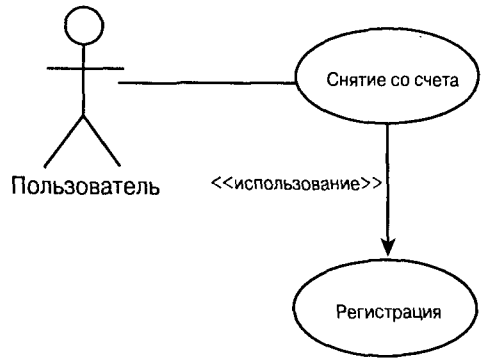 Снятие со счета
Пользователь
<<использование>>
Регистрация